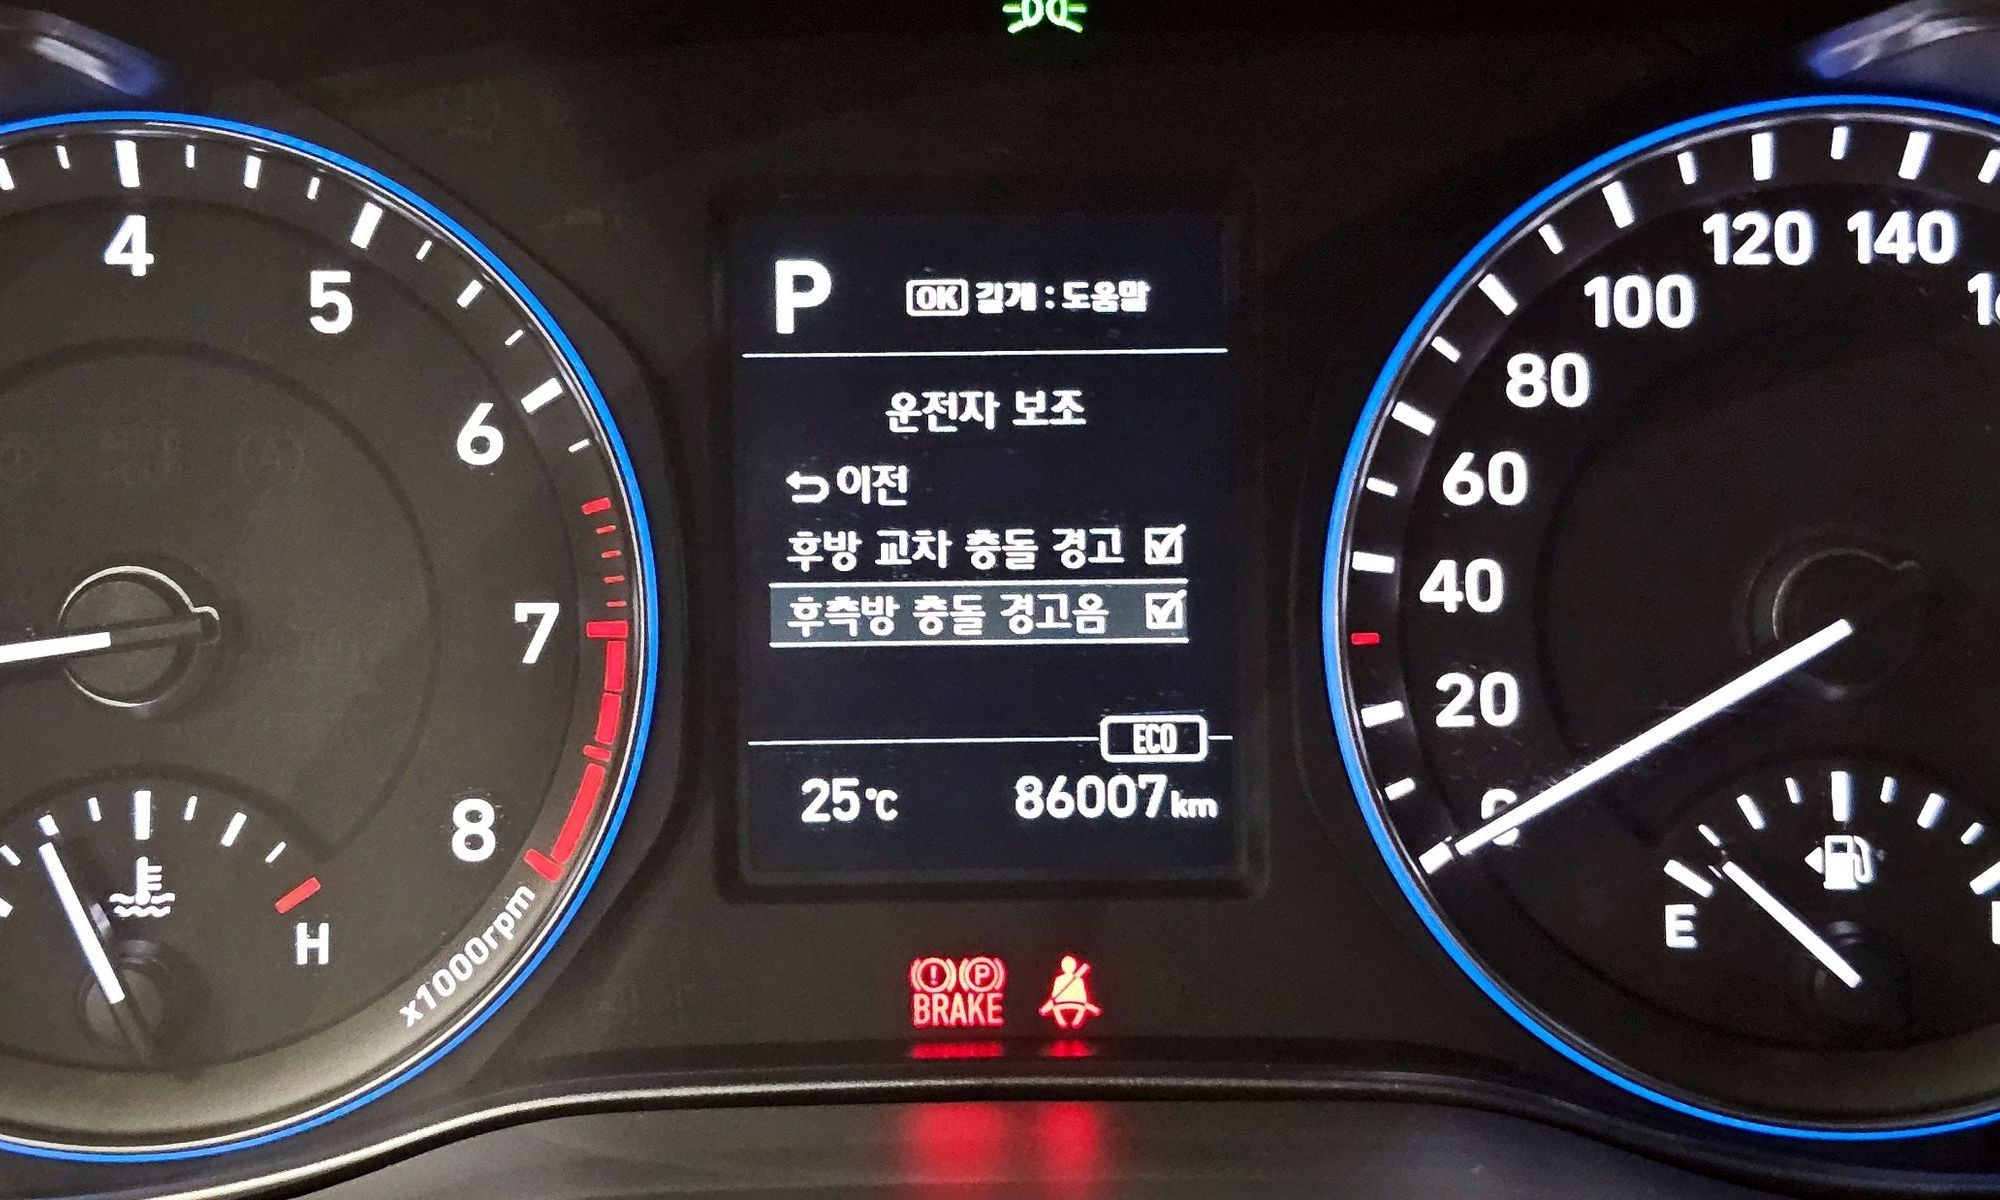 4
5
6
7
8
x1000rpm
H
P OK 길게 : 도움말
운전자 보조
이전
후방 교차 충돌 경고
후측방 충돌 경고음
ECO
25℃ 86007km
BRAKE
P
0
20
40
60
80
100
120
140
E